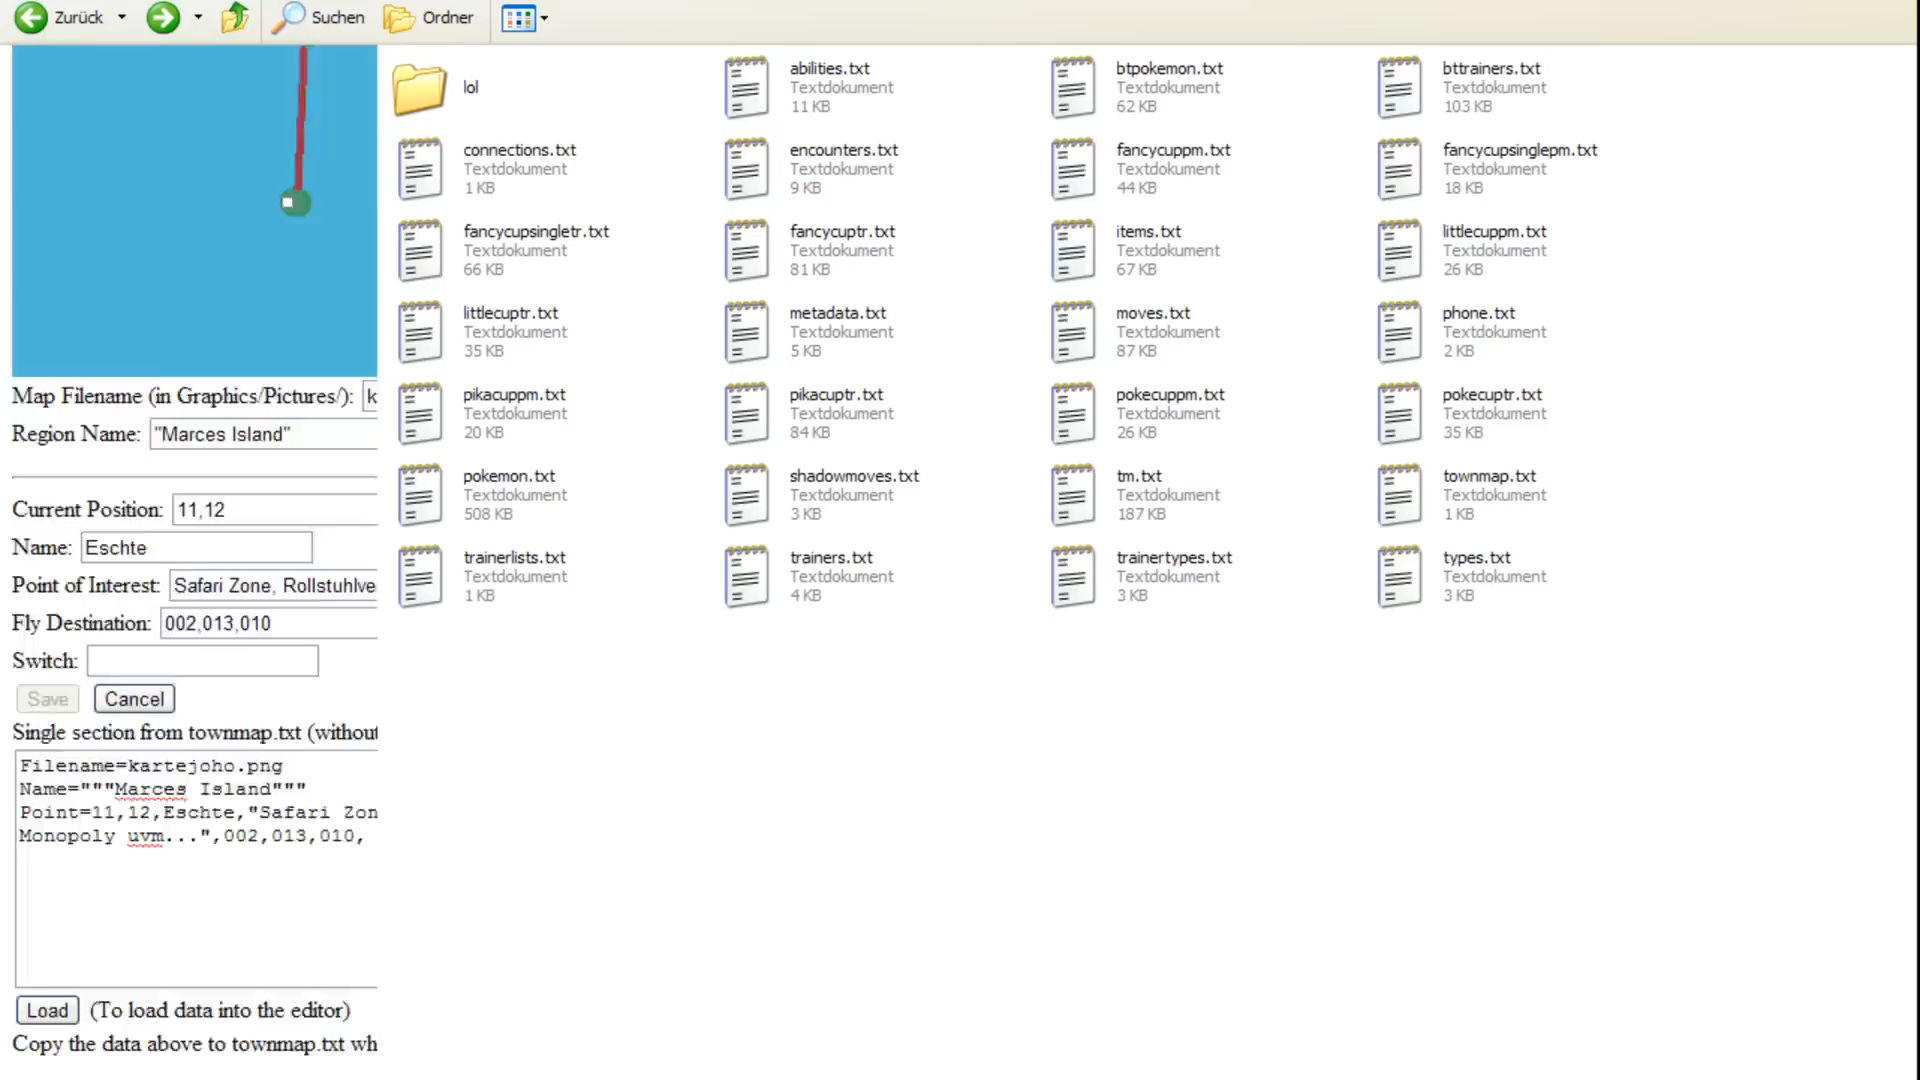 Zurück
Suchen
Ordner
lol
abilities.txt
Textdokument
11 KB
btpokemon.txt
Textdokument
62 KB
bttrainers.txt
Textdokument
103 KB
connections.txt
Textdokument
1 KB
encounters.txt
Textdokument
9 KB
fancycuppm.txt
Textdokument
44 KB
fancycupsinglepm.txt
Textdokument
18 KB
fancycupsingletr.txt
Textdokument
66 KB
fancycuptr.txt
Textdokument
81 KB
items.txt
Textdokument
67 KB
littlecuppm.txt
Textdokument
26 KB
littlecuptr.txt
Textdokument
35 KB
metadata.txt
Textdokument
5 KB
moves.txt
Textdokument
87 KB
phone.txt
Textdokument
2 KB
pikacuppm.txt
Textdokument
20 KB
pikacuptr.txt
Textdokument
84 KB
pokecuppm.txt
Textdokument
26 KB
pokecuptr.txt
Textdokument
35 KB
pokemon.txt
Textdokument
508 KB
shadowmoves.txt
Textdokument
3 KB
tm.txt
Textdokument
187 KB
townmap.txt
Textdokument
1 KB
trainerlists.txt
Textdokument
1 KB
trainers.txt
Textdokument
4 KB
trainertypes.txt
Textdokument
3 KB
types.txt
Textdokument
3 KB
Map Filename (in Graphics/Pictures/): k
Region Name: "Marces Island"
Current Position: 11,12
Name: Eschte
Point of Interest: Safari Zone, Rollstuhlve
Fly Destination: 002,013,010
Switch:
Save Cancel
Single section from townmap.txt (without
Filename=kartejoho.png
Name="""Marces Island"""
Point=11,12,Eschte,"Safari Zon
Monopoly uvm...",002,013,010,
Load (To load data into the editor)
Copy the data above to townmap.txt wh